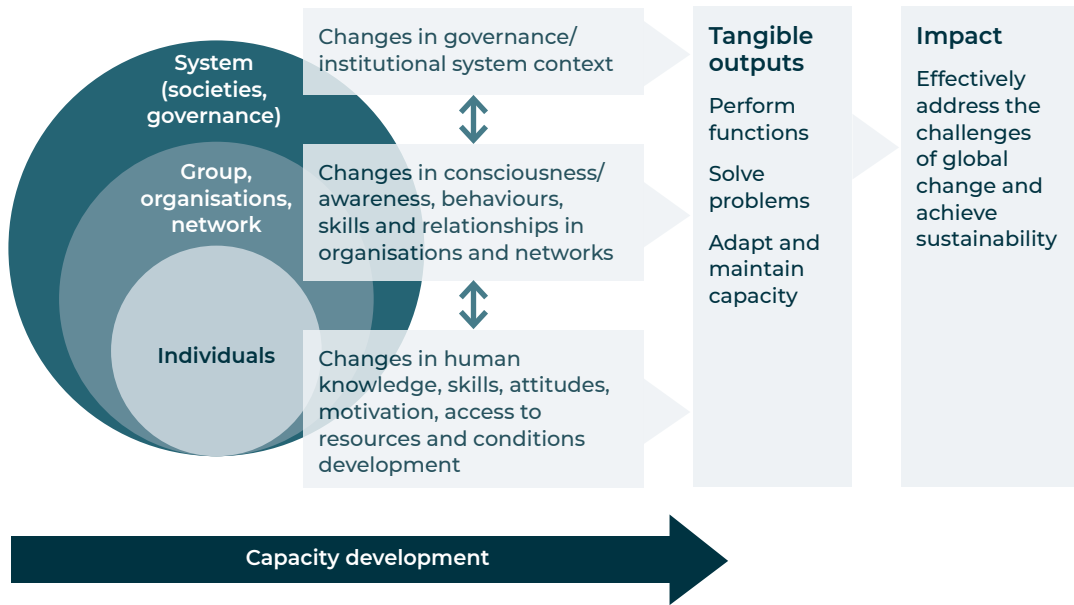 System
(societies,
governance)
Group,
organisations,
network
Individuals
Changes in governance/
institutional system context
Changes in consciousness/
awareness, behaviours,
skills and relationships in
organisations and networks
Changes in human
knowledge, skills, attitudes,
motivation, access to
resources and conditions
development
Tangible
outputs
Perform
functions
Solve
problems
Adapt and
maintain
capacity
Impact
Effectively
address the
challenges
of global
change and
achieve
sustainability
Capacity development